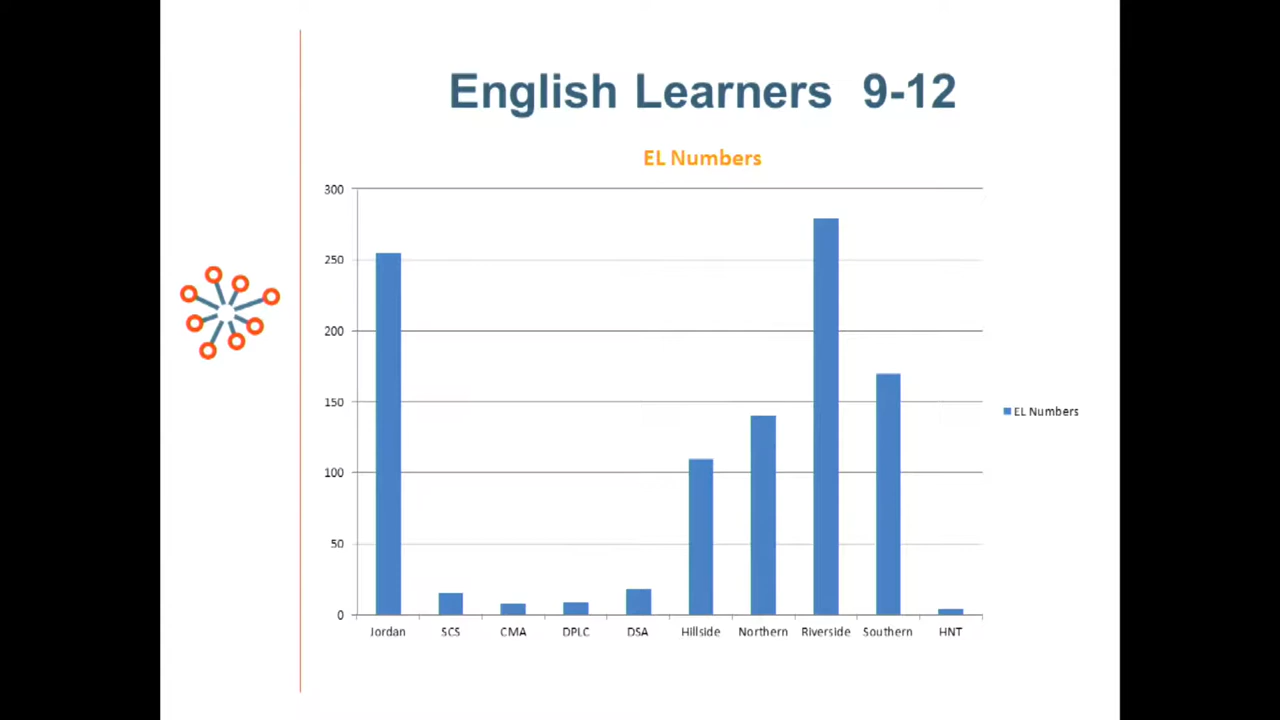 English Learners 9-12
EL Numbers
300
250
200
150
100
50
0
Jordan SCS CMA DPLC DSA Hillside Northern Riverside Southern HNT
EL Numbers